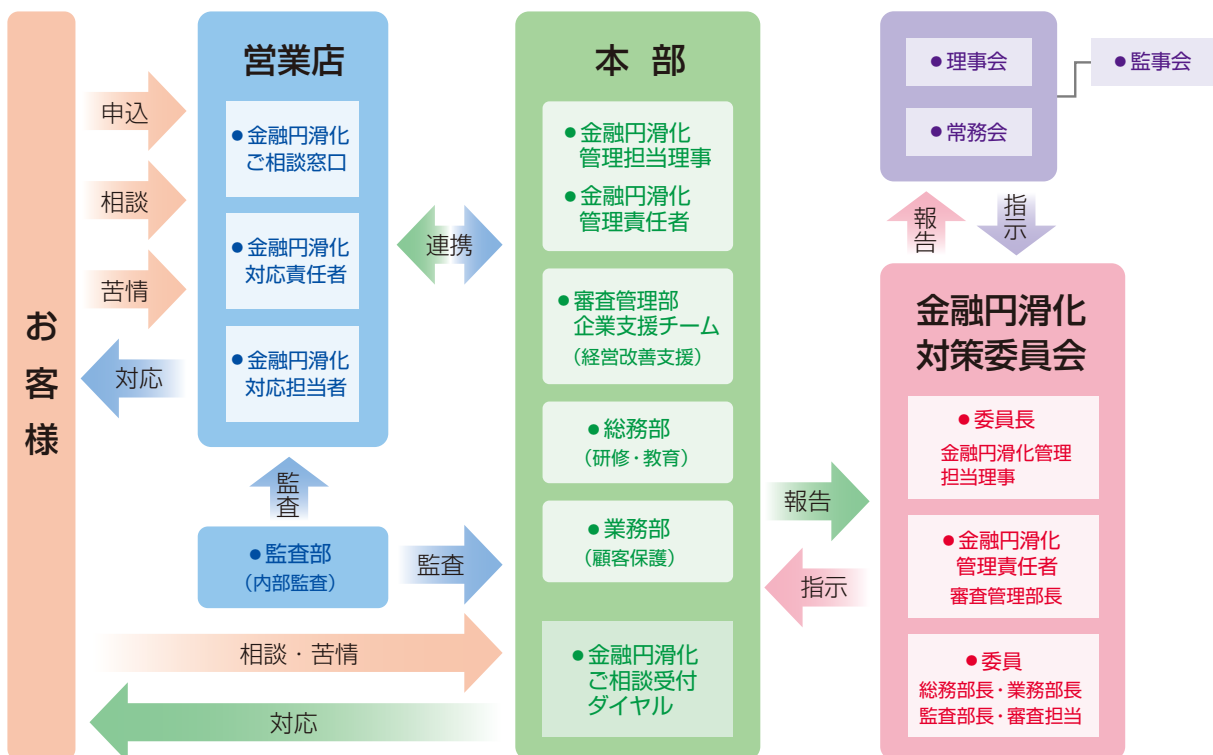 お客様
申込
相談
苦情
対応
営業店
●金融円滑化
ご相談窓口
●金融円滑化
対応責任者
●金融円滑化
対応担当者
監査
●監査部
（内部監査）
監査
連携
相談・苦情
対応
本 部
●金融円滑化
管理担当理事
●金融円滑化
管理責任者
●審査管理部
企業支援チーム
（経営改善支援）
●総務部
（研修・教育）
●業務部
（顧客保護）
●金融円滑化
ご相談受付
ダイヤル
報告
指示
●理事会
●常務会
●監事会
報告
指示
金融円滑化
対策委員会
●委員長
金融円滑化管理
担当理事
●金融円滑化
管理責任者
審査管理部長
●委員
総務部長・業務部長
監査部長・審査担当